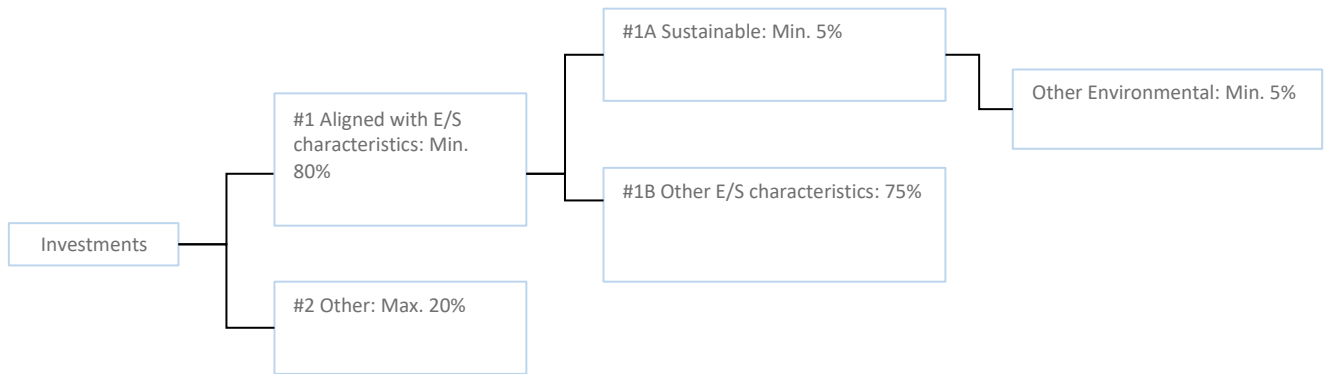 #1A Sustainable: Min. 5%
Other Environmental: Min. 5%
#1 Aligned with E/S
characteristics: Min.
80%
#1B Other E/S characteristics: 75%
Investments
#2 Other: Max. 20%